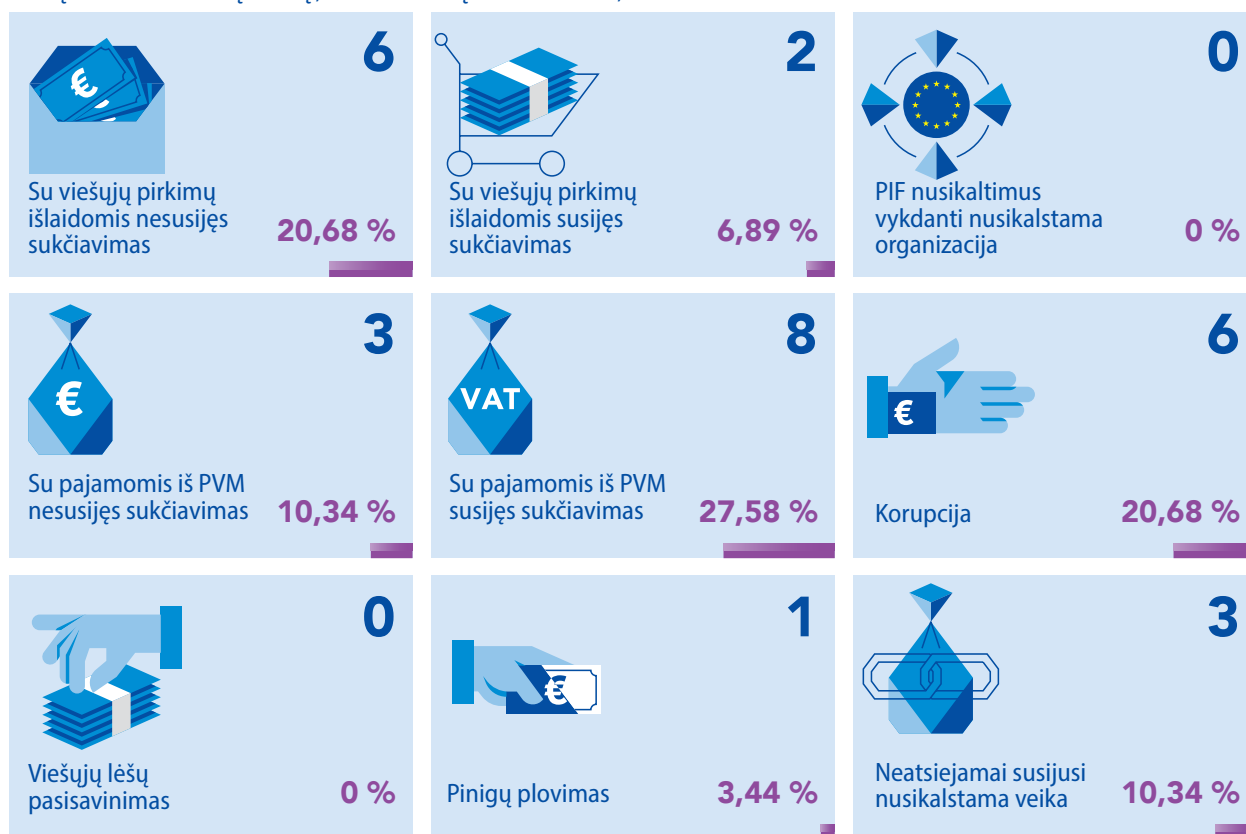 6
€
Su viešųjų pirkimų
išlaidomis nesusijęs
sukčiavimas
20,68 %
2
Su viešųjų pirkimų
išlaidomis susijęs
sukčiavimas
6,89 %
0
PIF nusikaltimus
vykdanti nusikalstama
organizacija
0 %
3
€
Su pajamomis iš PVM
nesusijęs sukčiavimas
10,34 %
8
VAT
Su pajamomis iš PVM
susijęs sukčiavimas
27,58 %
6
€
Korupcija
20,68 %
0
Viešųjų lėšų
pasisavinimas
0 %
1
€
Pinigų plovimas
3,44 %
3
Neatsiejamai susijusi
nusikalstama veika
10,34 %